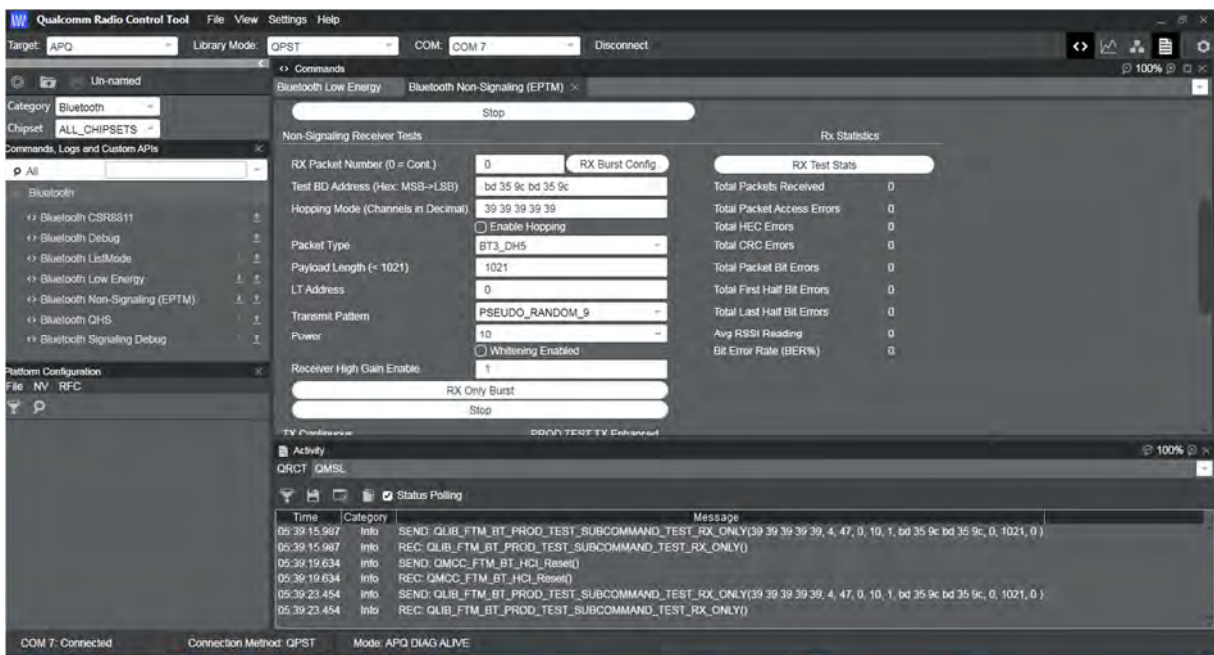 Qualcomm Radio Control Tool File View Settings Help
Target: APQ Library Mode: QPST COM: COM 7 Disconnect
Un-named
Category Bluetooth
Chipset ALL_CHIPSETS
Commands, Logs and Custom APIs
All
Bluetooth
Bluetooth CSR8811
Bluetooth Debug
Bluetooth ListMode
Bluetooth Low Energy
Bluetooth Non-Signaling (EPTM)
Bluetooth QHS
Bluetooth Signaling Debug
Platform Configuration
File NV RFC
<> Commands 100%
Bluetooth Low Energy Bluetooth Non-Signaling (EPTM)
Stop
Non-Signaling Receiver Tests Rx Statistics
RX Packet Number (0 = Cont.) 0 RX Burst Config RX Test Stats
Test BD Address (Hex: MSB->LSB) bd 35 9c bd 35 9c Total Packets Received 0
Hopping Mode (Channels in Decimal) 39 39 39 39 39 Total Packet Access Errors 0
Enable Hopping Total HEC Errors 0
Packet Type BT3_DH5 Total CRC Errors 0
Payload Length (< 1021) 1021 Total Packet Bit Errors 0
LT Address 0 Total First Half Bit Errors 0
Transmit Pattern PSEUDO_RANDOM_9 Total Last Half Bit Errors 0
Power 10 Avg RSSI Reading 0
Whitening Enabled Bit Error Rate (BER%) 0
Receiver High Gain Enable 1
RX Only Burst
Stop
TX Continuous PROD TEST TX Enhanced
Activity 100%
QRCT QMSL
Status Polling
Time Category Message
05:39:15.987 Info SEND: QLIB_FTM_BT_PROD_TEST_SUBCOMMAND_TEST_RX_ONLY(39 39 39 39 39, 4, 47, 0, 10, 1, bd 35 9c bd 35 9c, 0, 1021, 0 )
05:39:15.987 Info REC: QLIB_FTM_BT_PROD_TEST_SUBCOMMAND_TEST_RX_ONLY()
05:39:19.634 Info SEND: QMCC_FTM_BT_HCI_Reset()
05:39:19.634 Info REC: QMCC_FTM_BT_HCI_Reset()
05:39:23.454 Info SEND: QLIB_FTM_BT_PROD_TEST_SUBCOMMAND_TEST_RX_ONLY(39 39 39 39 39, 4, 47, 0, 10, 1, bd 35 9c bd 35 9c, 0, 1021, 0 )
05:39:23.454 Info REC: QLIB_FTM_BT_PROD_TEST_SUBCOMMAND_TEST_RX_ONLY()
COM 7: Connected Connection Method: QPST Mode: APQ DIAG ALIVE